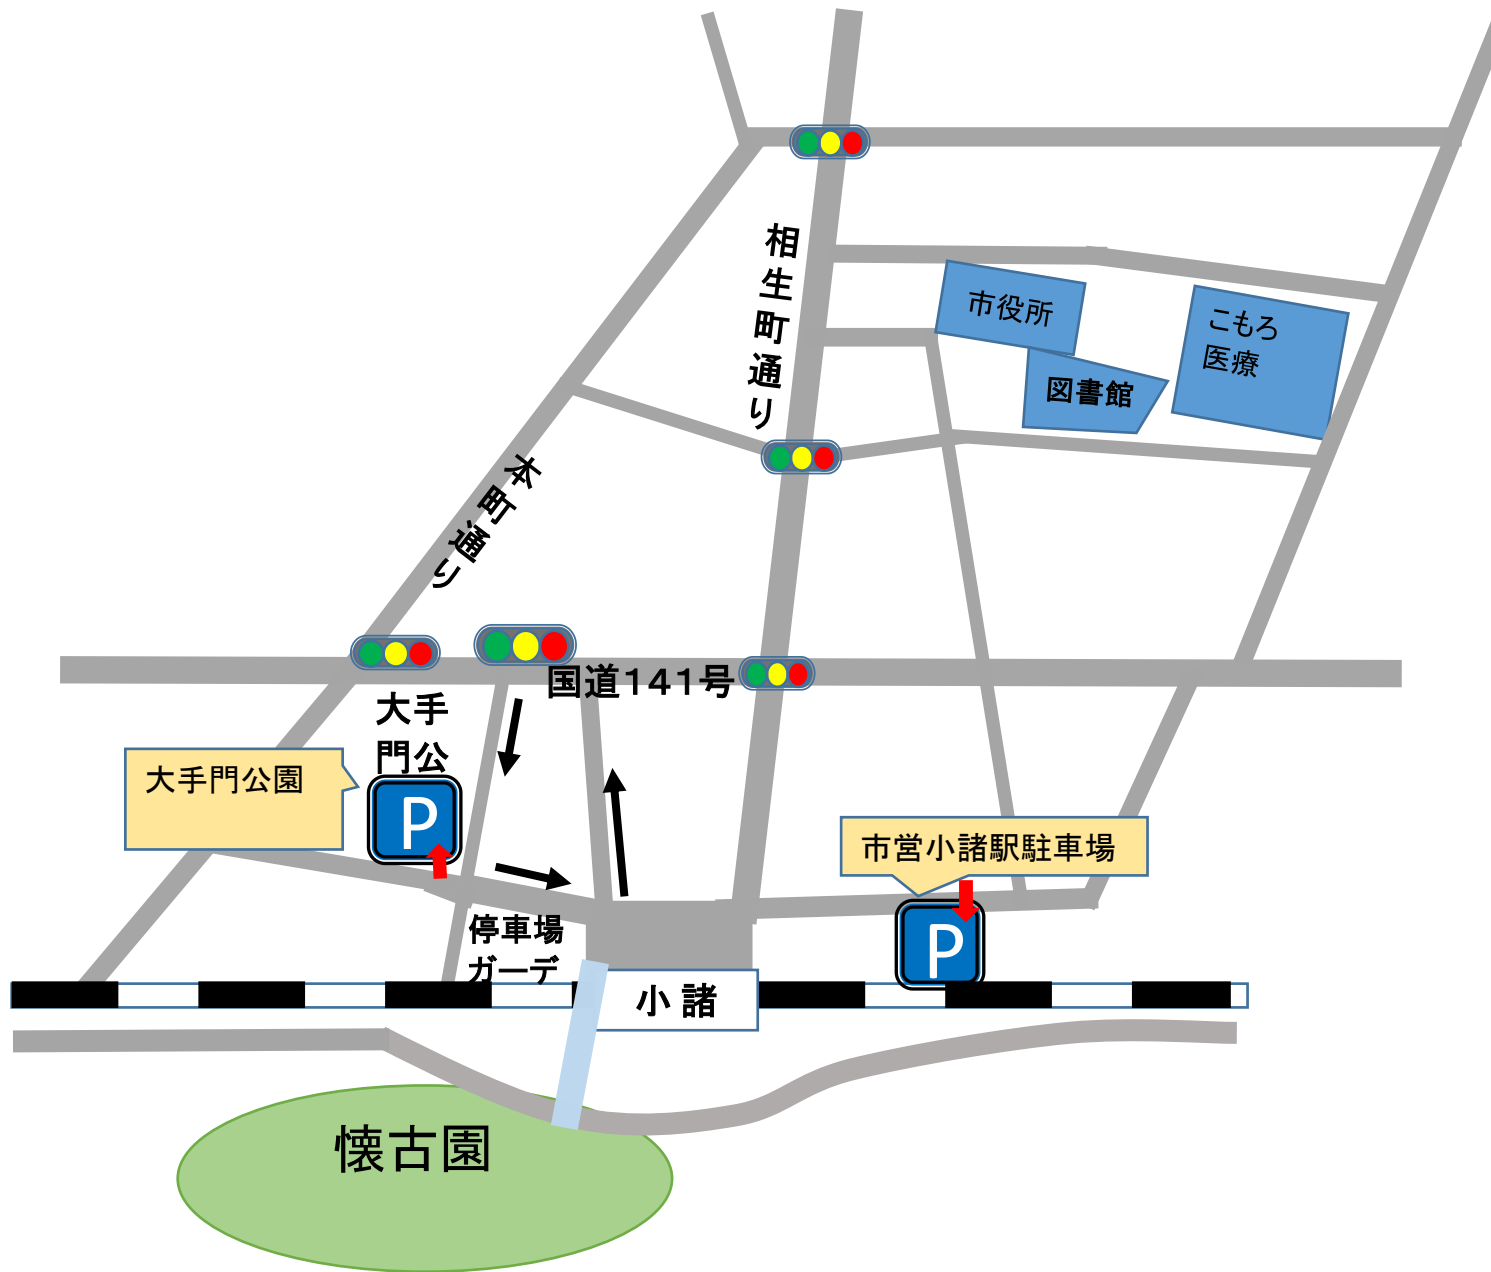 相生町通り
市役所
こもろ
医療
図書館
本町通り
国道141号
大手
門公
大手門公園
P
市営小諸駅駐車場
P
停車場
ガーデ
小 諸
懐古園